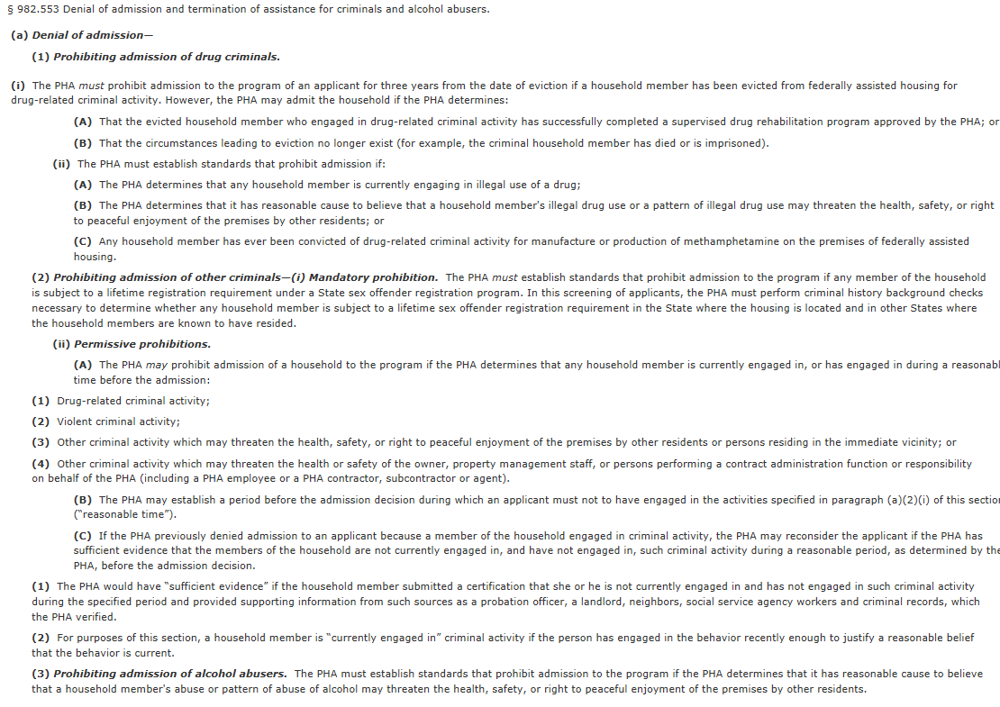 § 982.553 Denial of admission and termination of assistance for criminals and alcohol abusers.
(a) Denial of admission—
(1) Prohibiting admission of drug criminals.
(i) The PHA must prohibit admission to the program of an applicant for three years from the date of eviction if a household member has been evicted from federally assisted housing for
drug-related criminal activity. However, the PHA may admit the household if the PHA determines:
(A) That the evicted household member who engaged in drug-related criminal activity has successfully completed a supervised drug rehabilitation program approved by the PHA; or
(B) That the circumstances leading to eviction no longer exist (for example, the criminal household member has died or is imprisoned).
(ii) The PHA must establish standards that prohibit admission if:
(A) The PHA determines that any household member is currently engaging in illegal use of a drug;
(B) The PHA determines that it has reasonable cause to believe that a household member's illegal drug use or a pattern of illegal drug use may threaten the health, safety, or right
to peaceful enjoyment of the premises by other residents; or
(C) Any household member has ever been convicted of drug-related criminal activity for manufacture or production of methamphetamine on the premises of federally assisted
housing.
(2) Prohibiting admission of other criminals—(i) Mandatory prohibition. The PHA must establish standards that prohibit admission to the program if any member of the household
is subject to a lifetime registration requirement under a State sex offender registration program. In this screening of applicants, the PHA must perform criminal history background checks
necessary to determine whether any household member is subject to a lifetime sex offender registration requirement in the State where the housing is located and in other States where
the household members are known to have resided.
(ii) Permissive prohibitions.
(A) The PHA may prohibit admission of a household to the program if the PHA determines that any household member is currently engaged in, or has engaged in during a reasonabl
time before the admission:
(1) Drug-related criminal activity;
(2) Violent criminal activity;
(3) Other criminal activity which may threaten the health, safety, or right to peaceful enjoyment of the premises by other residents or persons residing in the immediate vicinity; or
(4) Other criminal activity which may threaten the health or safety of the owner, property management staff, or persons performing a contract administration function or responsibility
on behalf of the PHA (including a PHA employee or a PHA contractor, subcontractor or agent).
(B) The PHA may establish a period before the admission decision during which an applicant must not to have engaged in the activities specified in paragraph (a)(2)(i) of this section
(“reasonable time”).
(C) If the PHA previously denied admission to an applicant because a member of the household engaged in criminal activity, the PHA may reconsider the applicant if the PHA has
sufficient evidence that the members of the household are not currently engaged in, and have not engaged in, such criminal activity during a reasonable period, as determined by the
PHA, before the admission decision.
(1) The PHA would have “sufficient evidence” if the household member submitted a certification that she or he is not currently engaged in and has not engaged in such criminal activity
during the specified period and provided supporting information from such sources as a probation officer, a landlord, neighbors, social service agency workers and criminal records, which
the PHA verified.
(2) For purposes of this section, a household member is “currently engaged in” criminal activity if the person has engaged in the behavior recently enough to justify a reasonable belief
that the behavior is current.
(3) Prohibiting admission of alcohol abusers. The PHA must establish standards that prohibit admission to the program if the PHA determines that it has reasonable cause to believe
that a household member's abuse or pattern of abuse of alcohol may threaten the health, safety, or right to peaceful enjoyment of the premises by other residents.